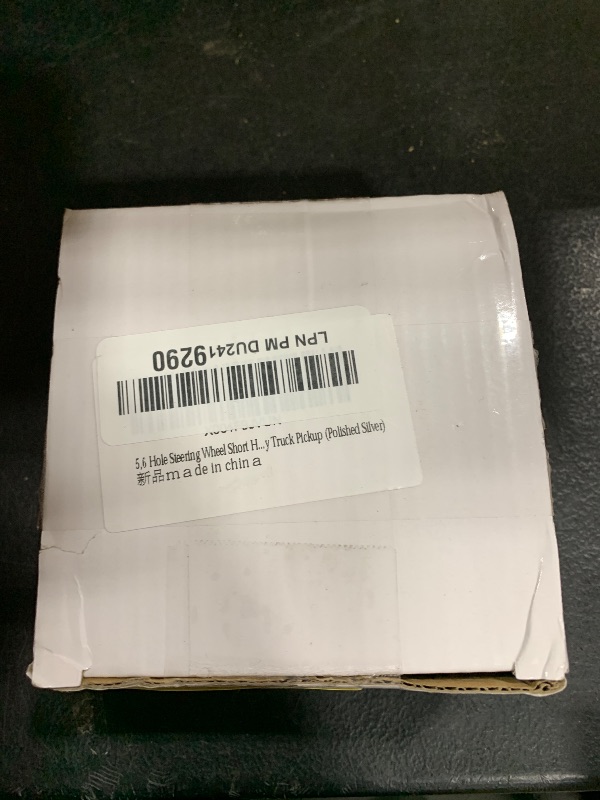 LPN PM DU2419290
5,6 Hole Steering Wheel Short H...y Truck Pickup (Polished Silver)
新品made in china